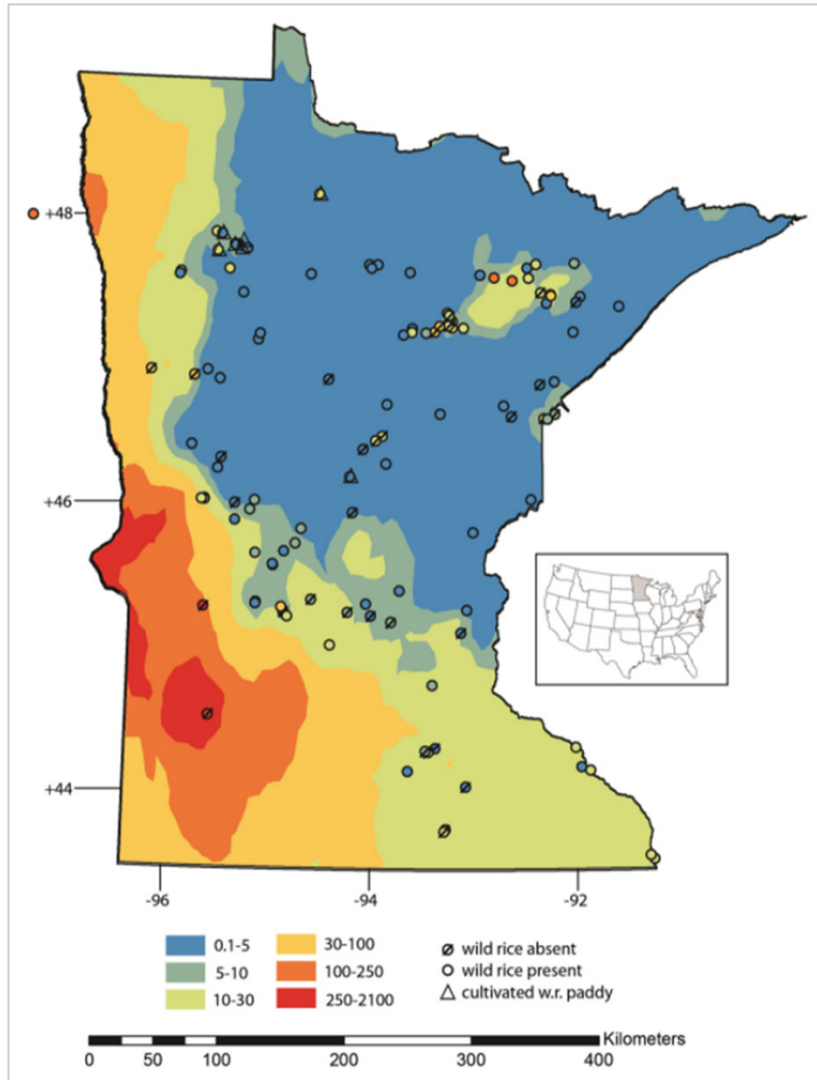 +48
+46
+44
-96 -94 -92
0.1-5 30-100 wild rice absent
5-10 100-250 wild rice present
10-30 250-2100 cultivated w.r. paddy
Kilometers
0 50 100 200 300 400